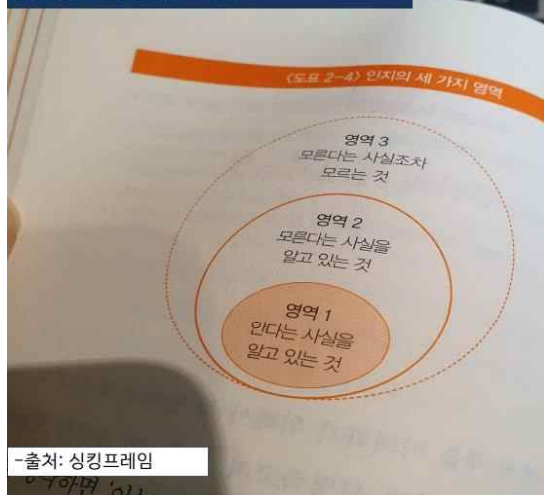 <도표 2-4> 인지의 세 가지 영역
영역 3
모른다는 사실조차
모르는 것
영역 2
모른다는 사실을
알고 있는 것
영역 1
안다는 사실을
알고 있는 것
-출처: 싱킹프레임